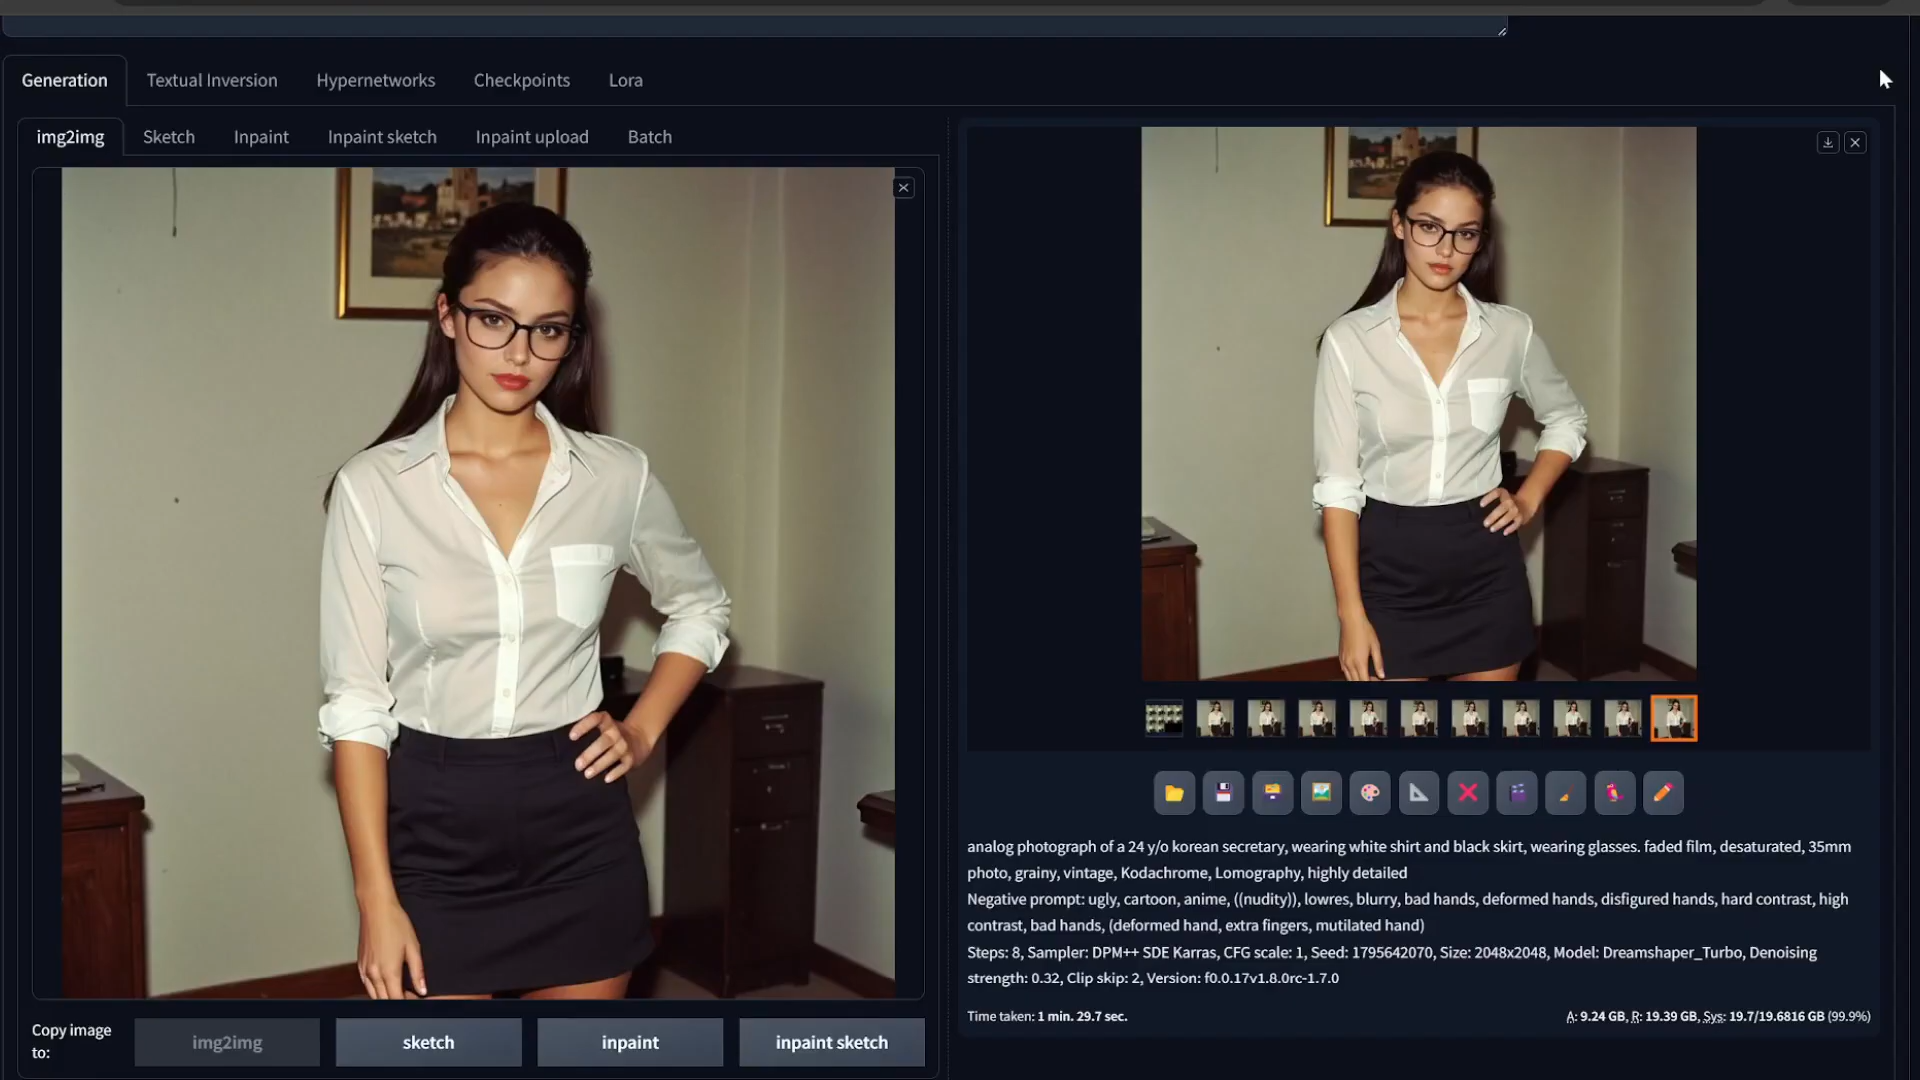 Generation Textual Inversion Hypernetworks Checkpoints Lora
img2img Sketch Inpaint Inpaint sketch Inpaint upload Batch
analog photograph of a 24 y/o korean secretary, wearing white shirt and black skirt, wearing glasses. faded film, desaturated, 35mm
photo, grainy, vintage, Kodachrome, Lomography, highly detailed
Negative prompt: ugly, cartoon, anime, ((nudity)), lowres, blurry, bad hands, deformed hands, disfigured hands, hard contrast, high
contrast, bad hands, (deformed hand, extra fingers, mutilated hand)
Steps: 8, Sampler: DPM++ SDE Karras, CFG scale: 1, Seed: 1795642070, Size: 2048x2048, Model: Dreamshaper_Turbo, Denoising
strength: 0.32, Clip skip: 2, Version: f0.0.17v1.8.0rc-1.7.0
Time taken: 1 min. 29.7 sec.
A: 9.24 GB, R: 19.39 GB, Sys: 19.7/19.6816 GB (99.9%)
Copy image
to:
img2img sketch inpaint inpaint sketch